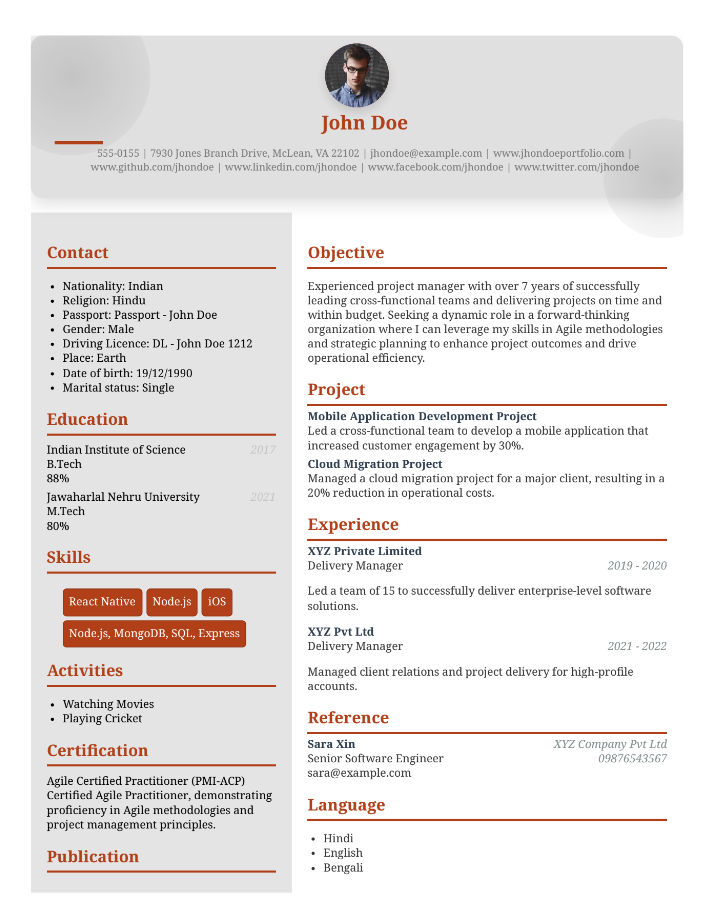 John Doe
555-0155 | 7930 Jones Branch Drive, McLean, VA 22102 | jhondoe@example.com | www.jhondoeportfolio.com |
www.github.com/jhondoe | www.linkedin.com/jhondoe | www.facebook.com/jhondoe | www.twitter.com/jhondoe
Contact
• Nationality: Indian
• Religion: Hindu
• Passport: Passport - John Doe
• Gender: Male
• Driving Licence: DL - John Doe 1212
• Place: Earth
• Date of birth: 19/12/1990
• Marital status: Single
Education
Indian Institute of Science 2017
B.Tech
88%
Jawaharlal Nehru University 2021
M.Tech
80%
Skills
React Native Node.js iOS
Node.js, MongoDB, SQL, Express
Activities
• Watching Movies
• Playing Cricket
Certification
Agile Certified Practitioner (PMI-ACP)
Certified Agile Practitioner, demonstrating
proficiency in Agile methodologies and
project management principles.
Publication
Objective
Experienced project manager with over 7 years of successfully
leading cross-functional teams and delivering projects on time and
within budget. Seeking a dynamic role in a forward-thinking
organization where I can leverage my skills in Agile methodologies
and strategic planning to enhance project outcomes and drive
operational efficiency.
Project
Mobile Application Development Project
Led a cross-functional team to develop a mobile application that
increased customer engagement by 30%.
Cloud Migration Project
Managed a cloud migration project for a major client, resulting in a
20% reduction in operational costs.
Experience
XYZ Private Limited
Delivery Manager 2019 - 2020
Led a team of 15 to successfully deliver enterprise-level software
solutions.
XYZ Pvt Ltd
Delivery Manager 2021 - 2022
Managed client relations and project delivery for high-profile
accounts.
Reference
Sara Xin XYZ Company Pvt Ltd
Senior Software Engineer 09876543567
sara@example.com
Language
• Hindi
• English
• Bengali